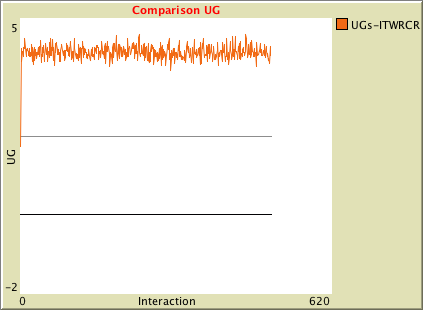 Comparison UG
5
UGs-ITWRCR
UG
-2
0
Interaction
620